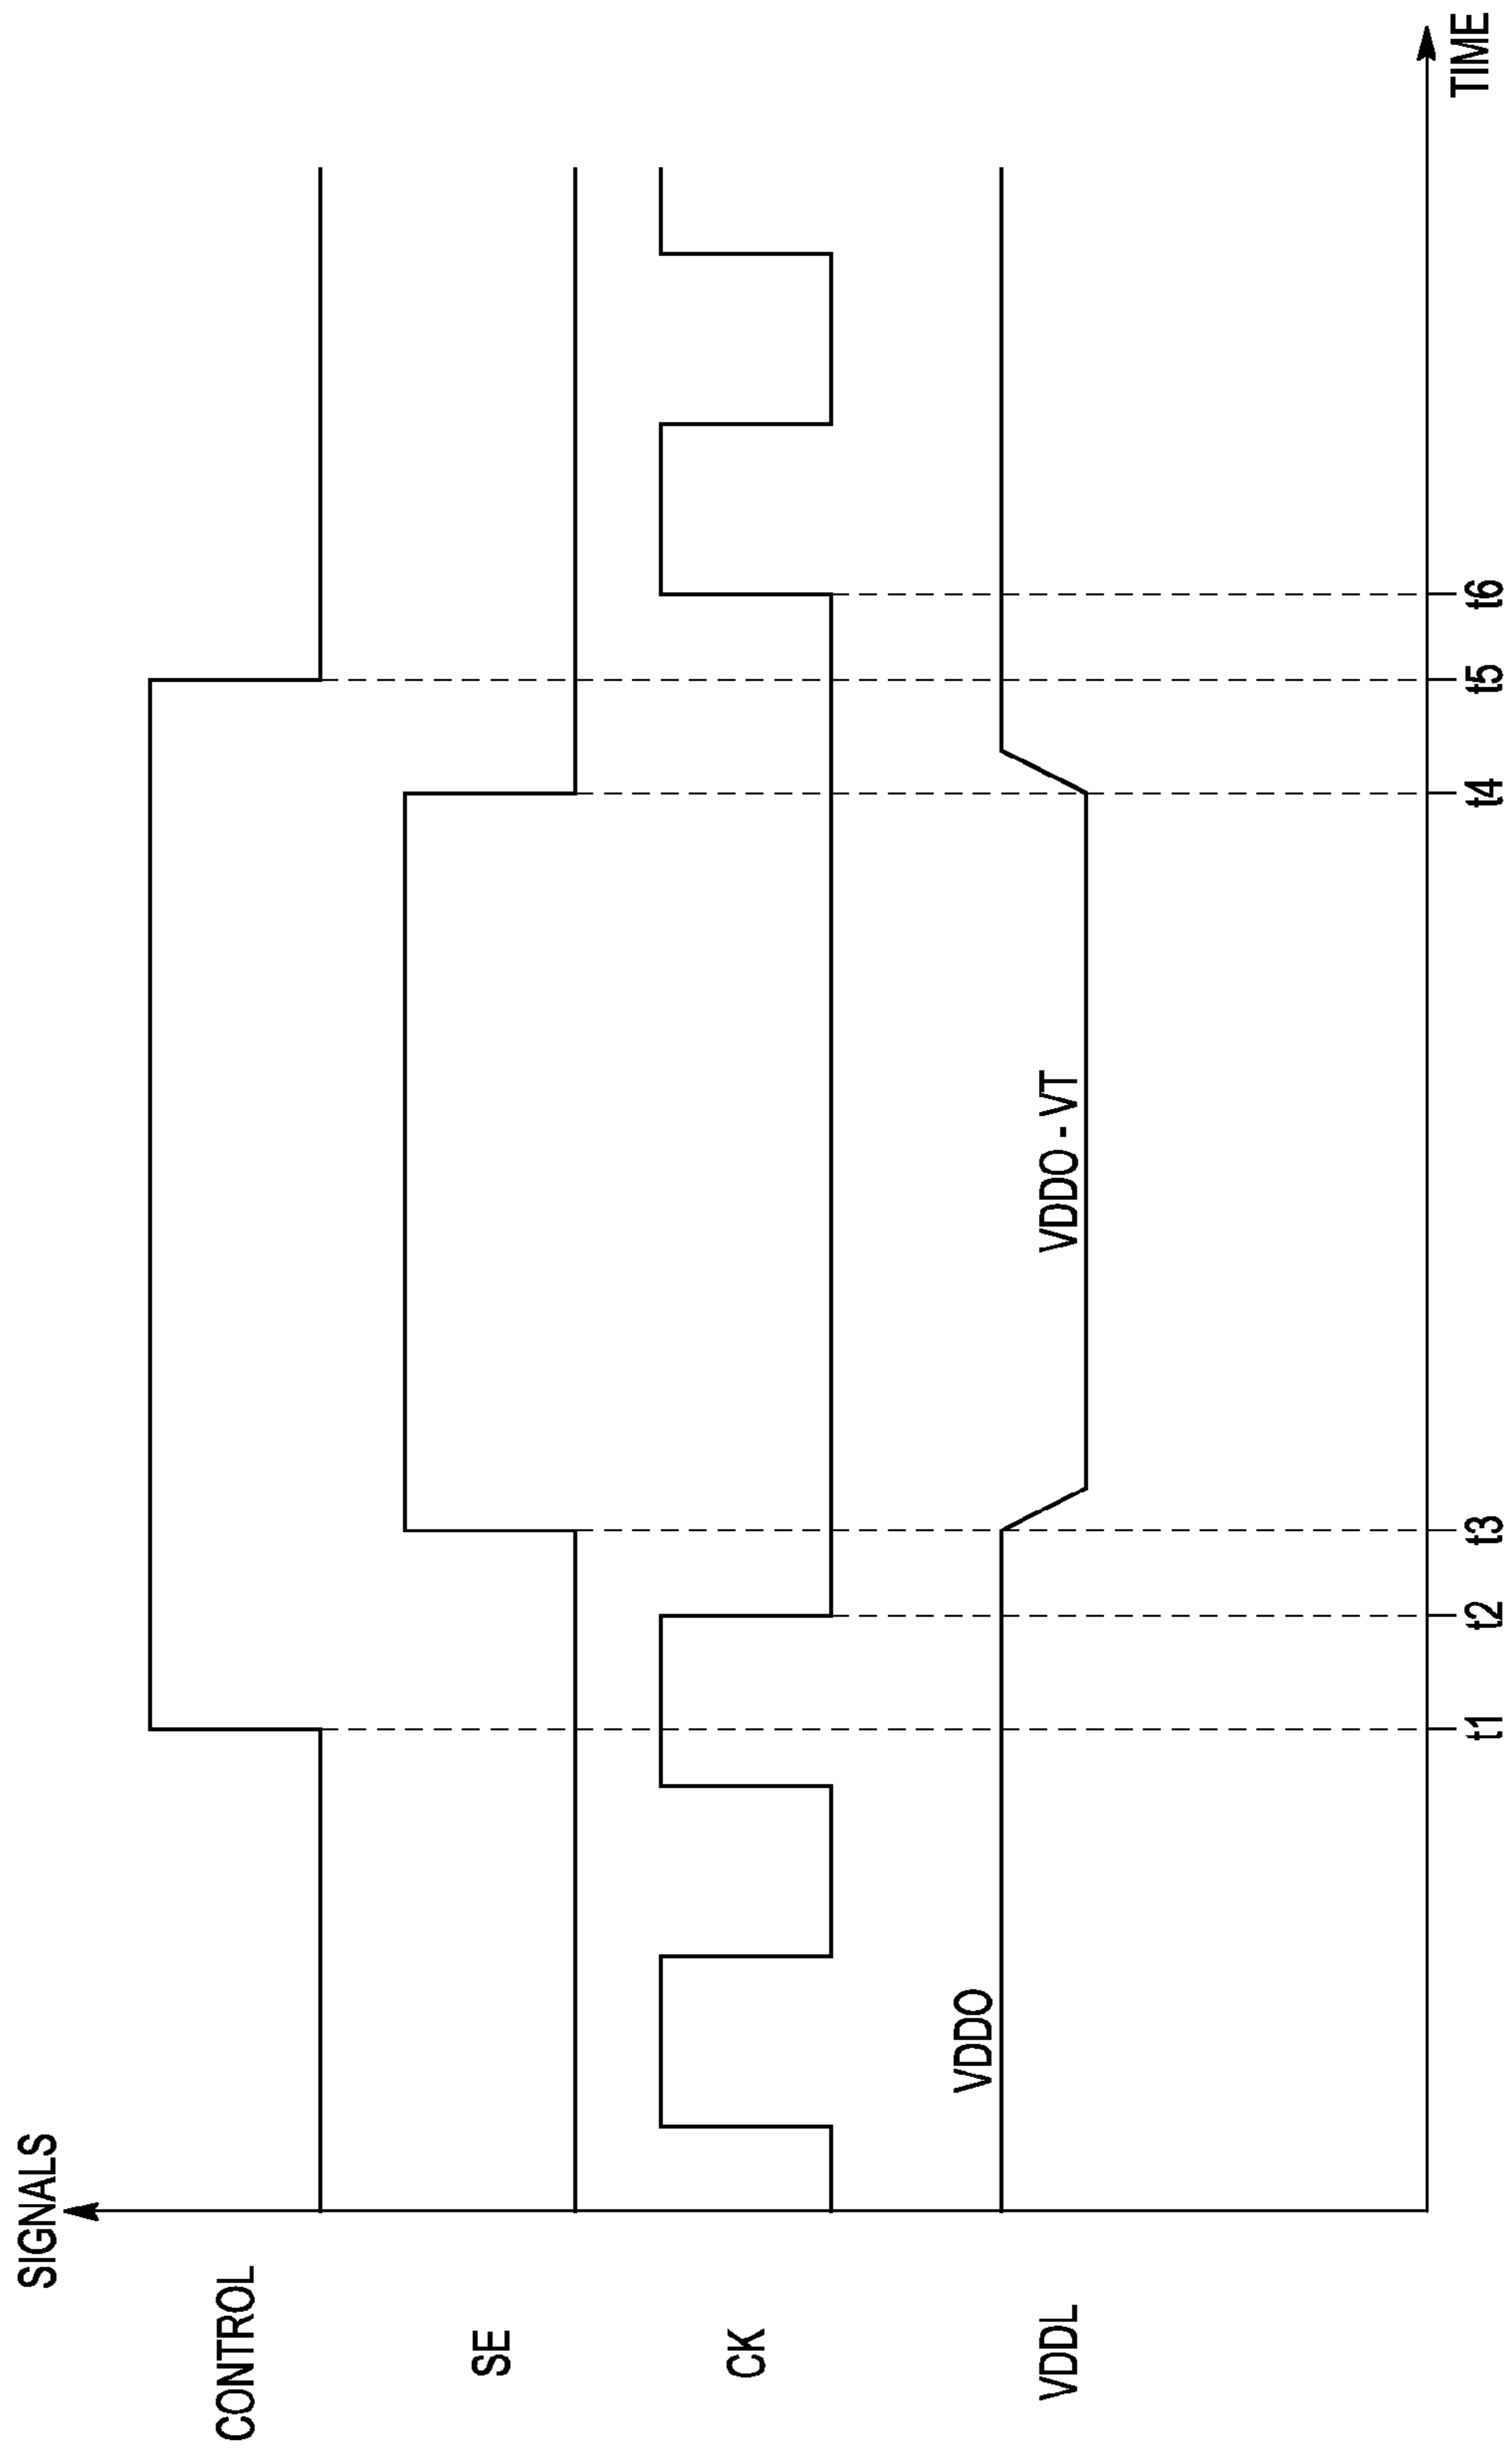 SIGNALS
CONTROL
SE
CK
VDDL
VDDO
VDDO - VT
t1
t2
t3
t4
t5
t6
TIME